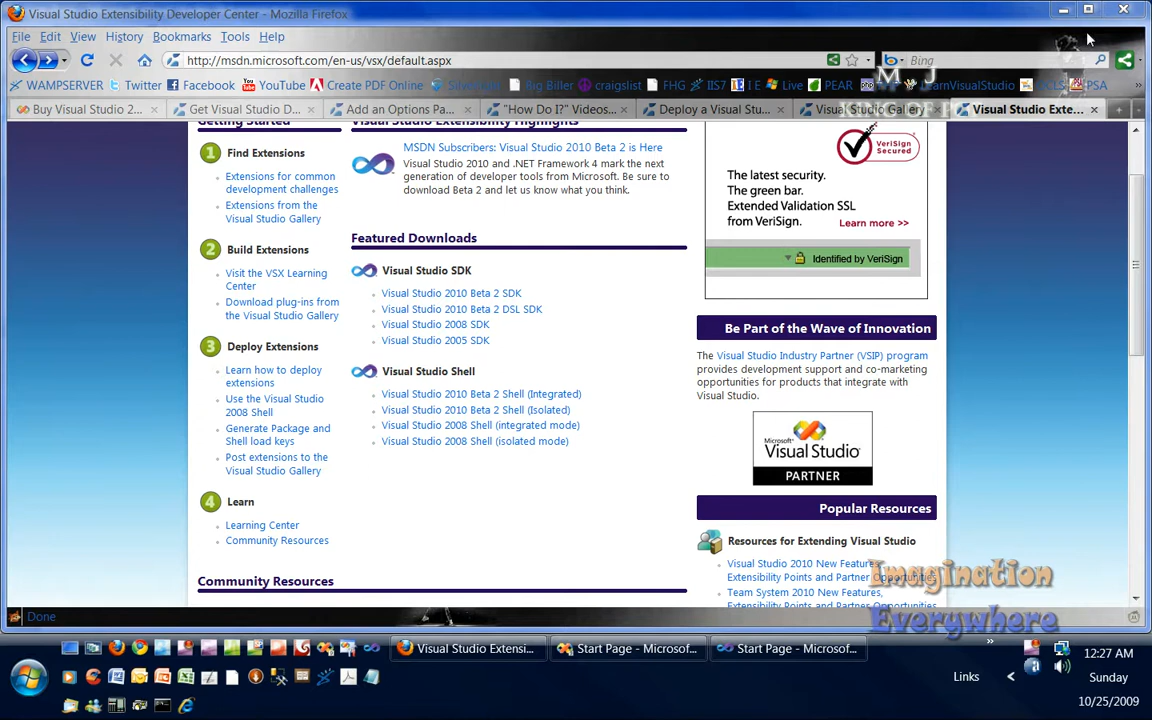 Visual Studio Extensibility Developer Center - Mozilla Firefox
File Edit View History Bookmarks Tools Help
http://msdn.microsoft.com/en-us/vsx/default.aspx
Bing
M J
WAMPSERVER Twitter Facebook YouTube Create PDF Online Big Biller craigslist FHG IIS7 I E Live PEAR LearnVisualStudio PSA
Buy Visual Studio 2... Get Visual Studio D... Add an Options Pa... "How Do I?" Videos... Deploy a Visual Stu... Visual Studio Gallery Visual Studio Exte...
Getting Started
1 Find Extensions
Extensions for common
development challenges
Extensions from the
Visual Studio Gallery
2 Build Extensions
Visit the VSX Learning
Center
Download plug-ins from
the Visual Studio Gallery
3 Deploy Extensions
Learn how to deploy
extensions
Use the Visual Studio
2008 Shell
Generate Package and
Shell load keys
Post extensions to the
Visual Studio Gallery
4 Learn
Learning Center
Community Resources
Visual Studio Extensibility Highlights
MSDN Subscribers: Visual Studio 2010 Beta 2 is Here
Visual Studio 2010 and .NET Framework 4 mark the next
generation of developer tools from Microsoft. Be sure to
download Beta 2 and let us know what you think.
Featured Downloads
Visual Studio SDK
Visual Studio 2010 Beta 2 SDK
Visual Studio 2010 Beta 2 DSL SDK
Visual Studio 2008 SDK
Visual Studio 2005 SDK
Visual Studio Shell
Visual Studio 2010 Beta 2 Shell (Integrated)
Visual Studio 2010 Beta 2 Shell (Isolated)
Visual Studio 2008 Shell (integrated mode)
Visual Studio 2008 Shell (isolated mode)
Community Resources
VeriSign
Secured
The latest security.
The green bar.
Extended Validation SSL
from VeriSign.
Learn more >>
Identified by VeriSign
Be Part of the Wave of Innovation
The Visual Studio Industry Partner (VSIP) program
provides development support and co-marketing
opportunities for products that integrate with
Visual Studio.
Microsoft
Visual Studio
PARTNER
Popular Resources
Resources for Extending Visual Studio
Visual Studio 2010 New Features,
Extensibility Points and Partner Opportunities
Team System 2010 New Features,
Extensibility Points and Partner Opportunities
Imagination
Everywhere
Done
Visual Studio Extensi... Start Page - Microsof... Start Page - Microsof...
Links
12:27 AM
Sunday
10/25/2009